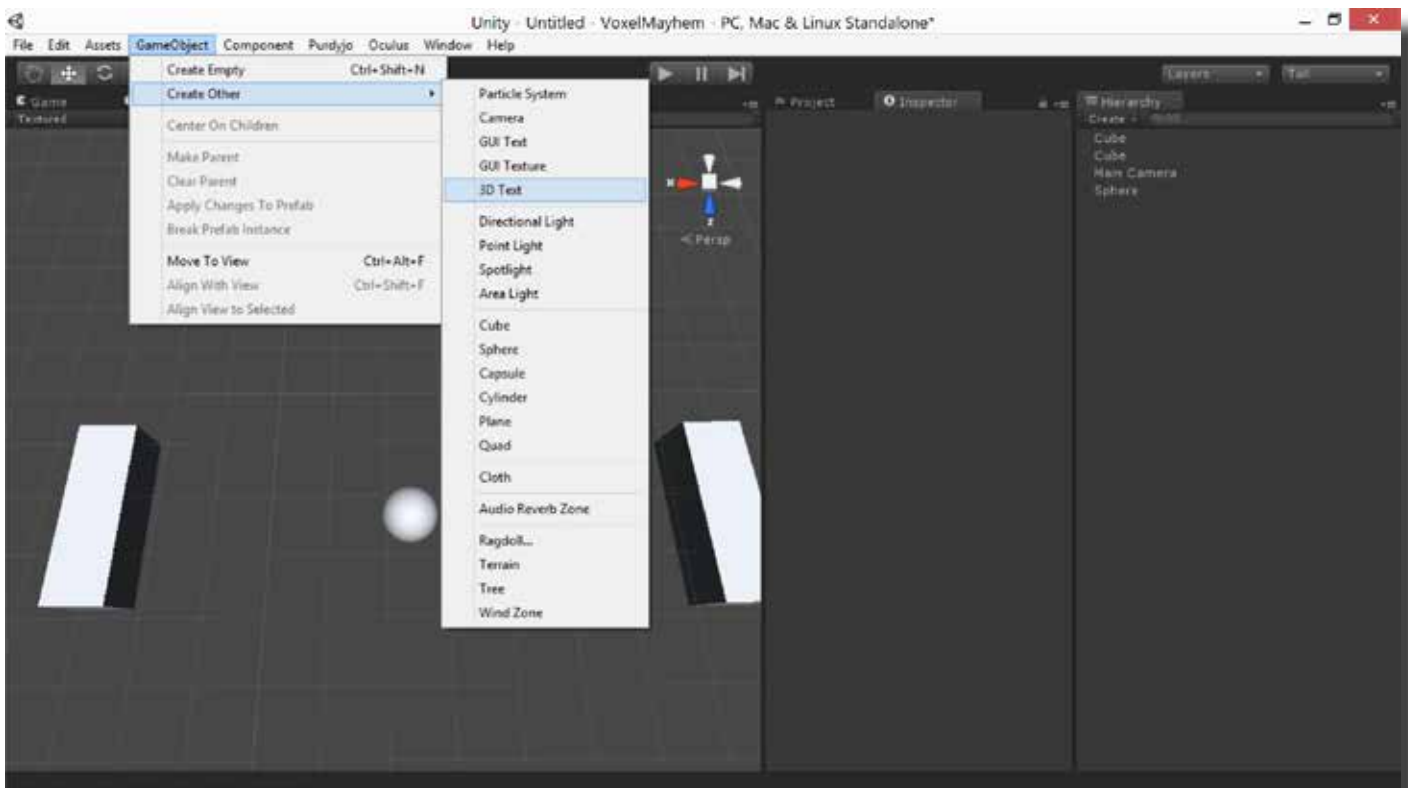 Unity - Untitled - VoxelMayhem - PC, Mac & Linux Standalone*
File Edit Assets GameObject Component Purdyjo Oculus Window Help
Layers Tall
Game
Textured
Create Empty Ctrl+Shift+N
Create Other
Center On Children
Make Parent
Clear Parent
Apply Changes To Prefab
Break Prefab Instance
Move To View Ctrl+Alt+F
Align With View Ctrl+Shift+F
Align View to Selected
Particle System
Camera
GUI Text
GUI Texture
3D Text
Directional Light
Point Light
Spotlight
Area Light
Cube
Sphere
Capsule
Cylinder
Plane
Quad
Cloth
Audio Reverb Zone
Ragdoll...
Terrain
Tree
Wind Zone
x
z
< Persp
Project Inspector
Hierarchy
Create
Cube
Cube
Main Camera
Sphere